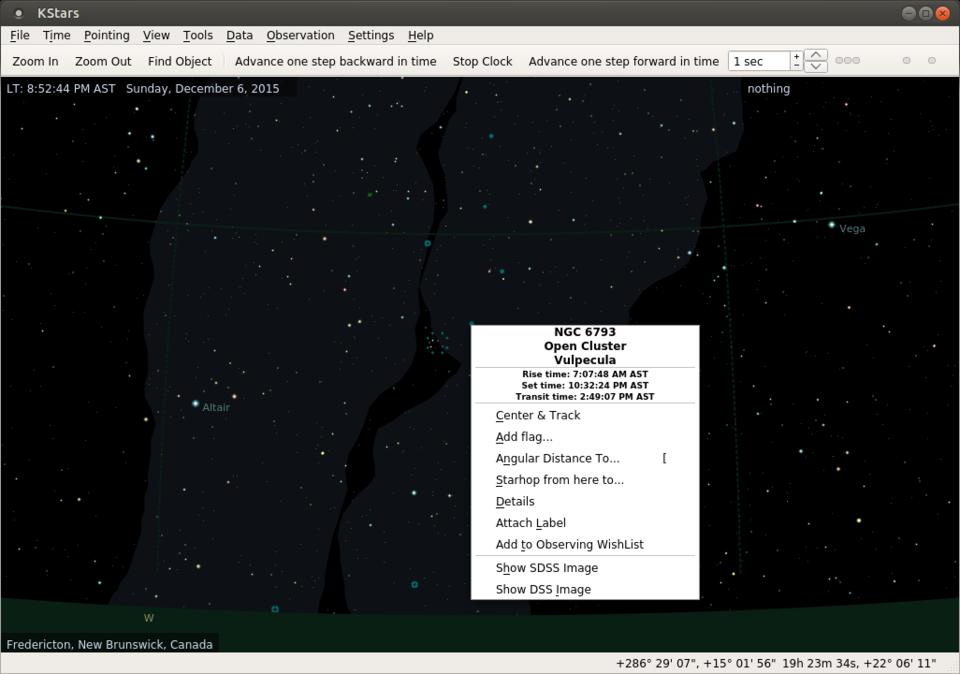 KStars
File Time Pointing View Tools Data Observation Settings Help
Zoom In Zoom Out Find Object Advance one step backward in time Stop Clock Advance one step forward in time 1 sec
LT: 8:52:44 PM AST Sunday, December 6, 2015
nothing
Vega
NGC 6793
Open Cluster
Vulpecula
Rise time: 7:07:48 AM AST
Set time: 10:32:24 PM AST
Transit time: 2:49:07 PM AST
Altair
Center & Track
Add flag...
Angular Distance To... [
Starhop from here to...
Details
Attach Label
Add to Observing WishList
Show SDSS Image
Show DSS Image
W
Fredericton, New Brunswick, Canada
+286° 29' 07", +15° 01' 56" 19h 23m 34s, +22° 06' 11"